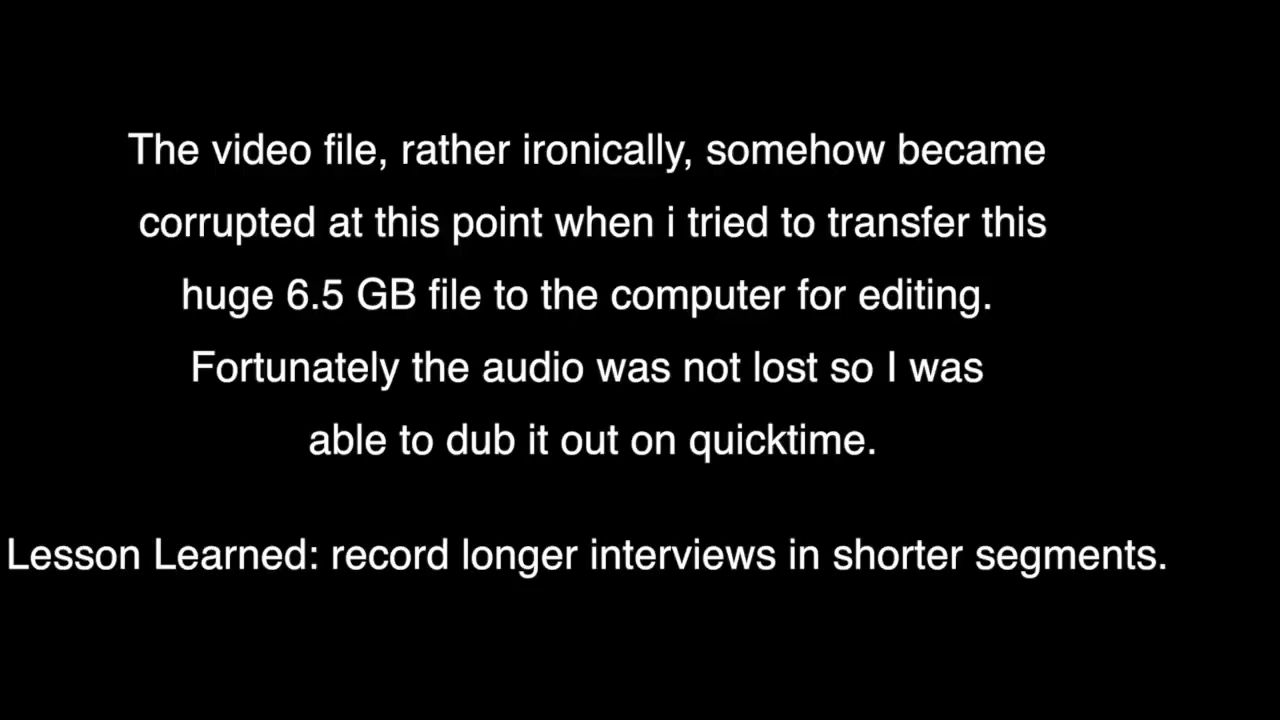 The video file, rather ironically, somehow became
corrupted at this point when i tried to transfer this
huge 6.5 GB file to the computer for editing.
Fortunately the audio was not lost so I was
able to dub it out on quicktime.
Lesson Learned: record longer interviews in shorter segments.